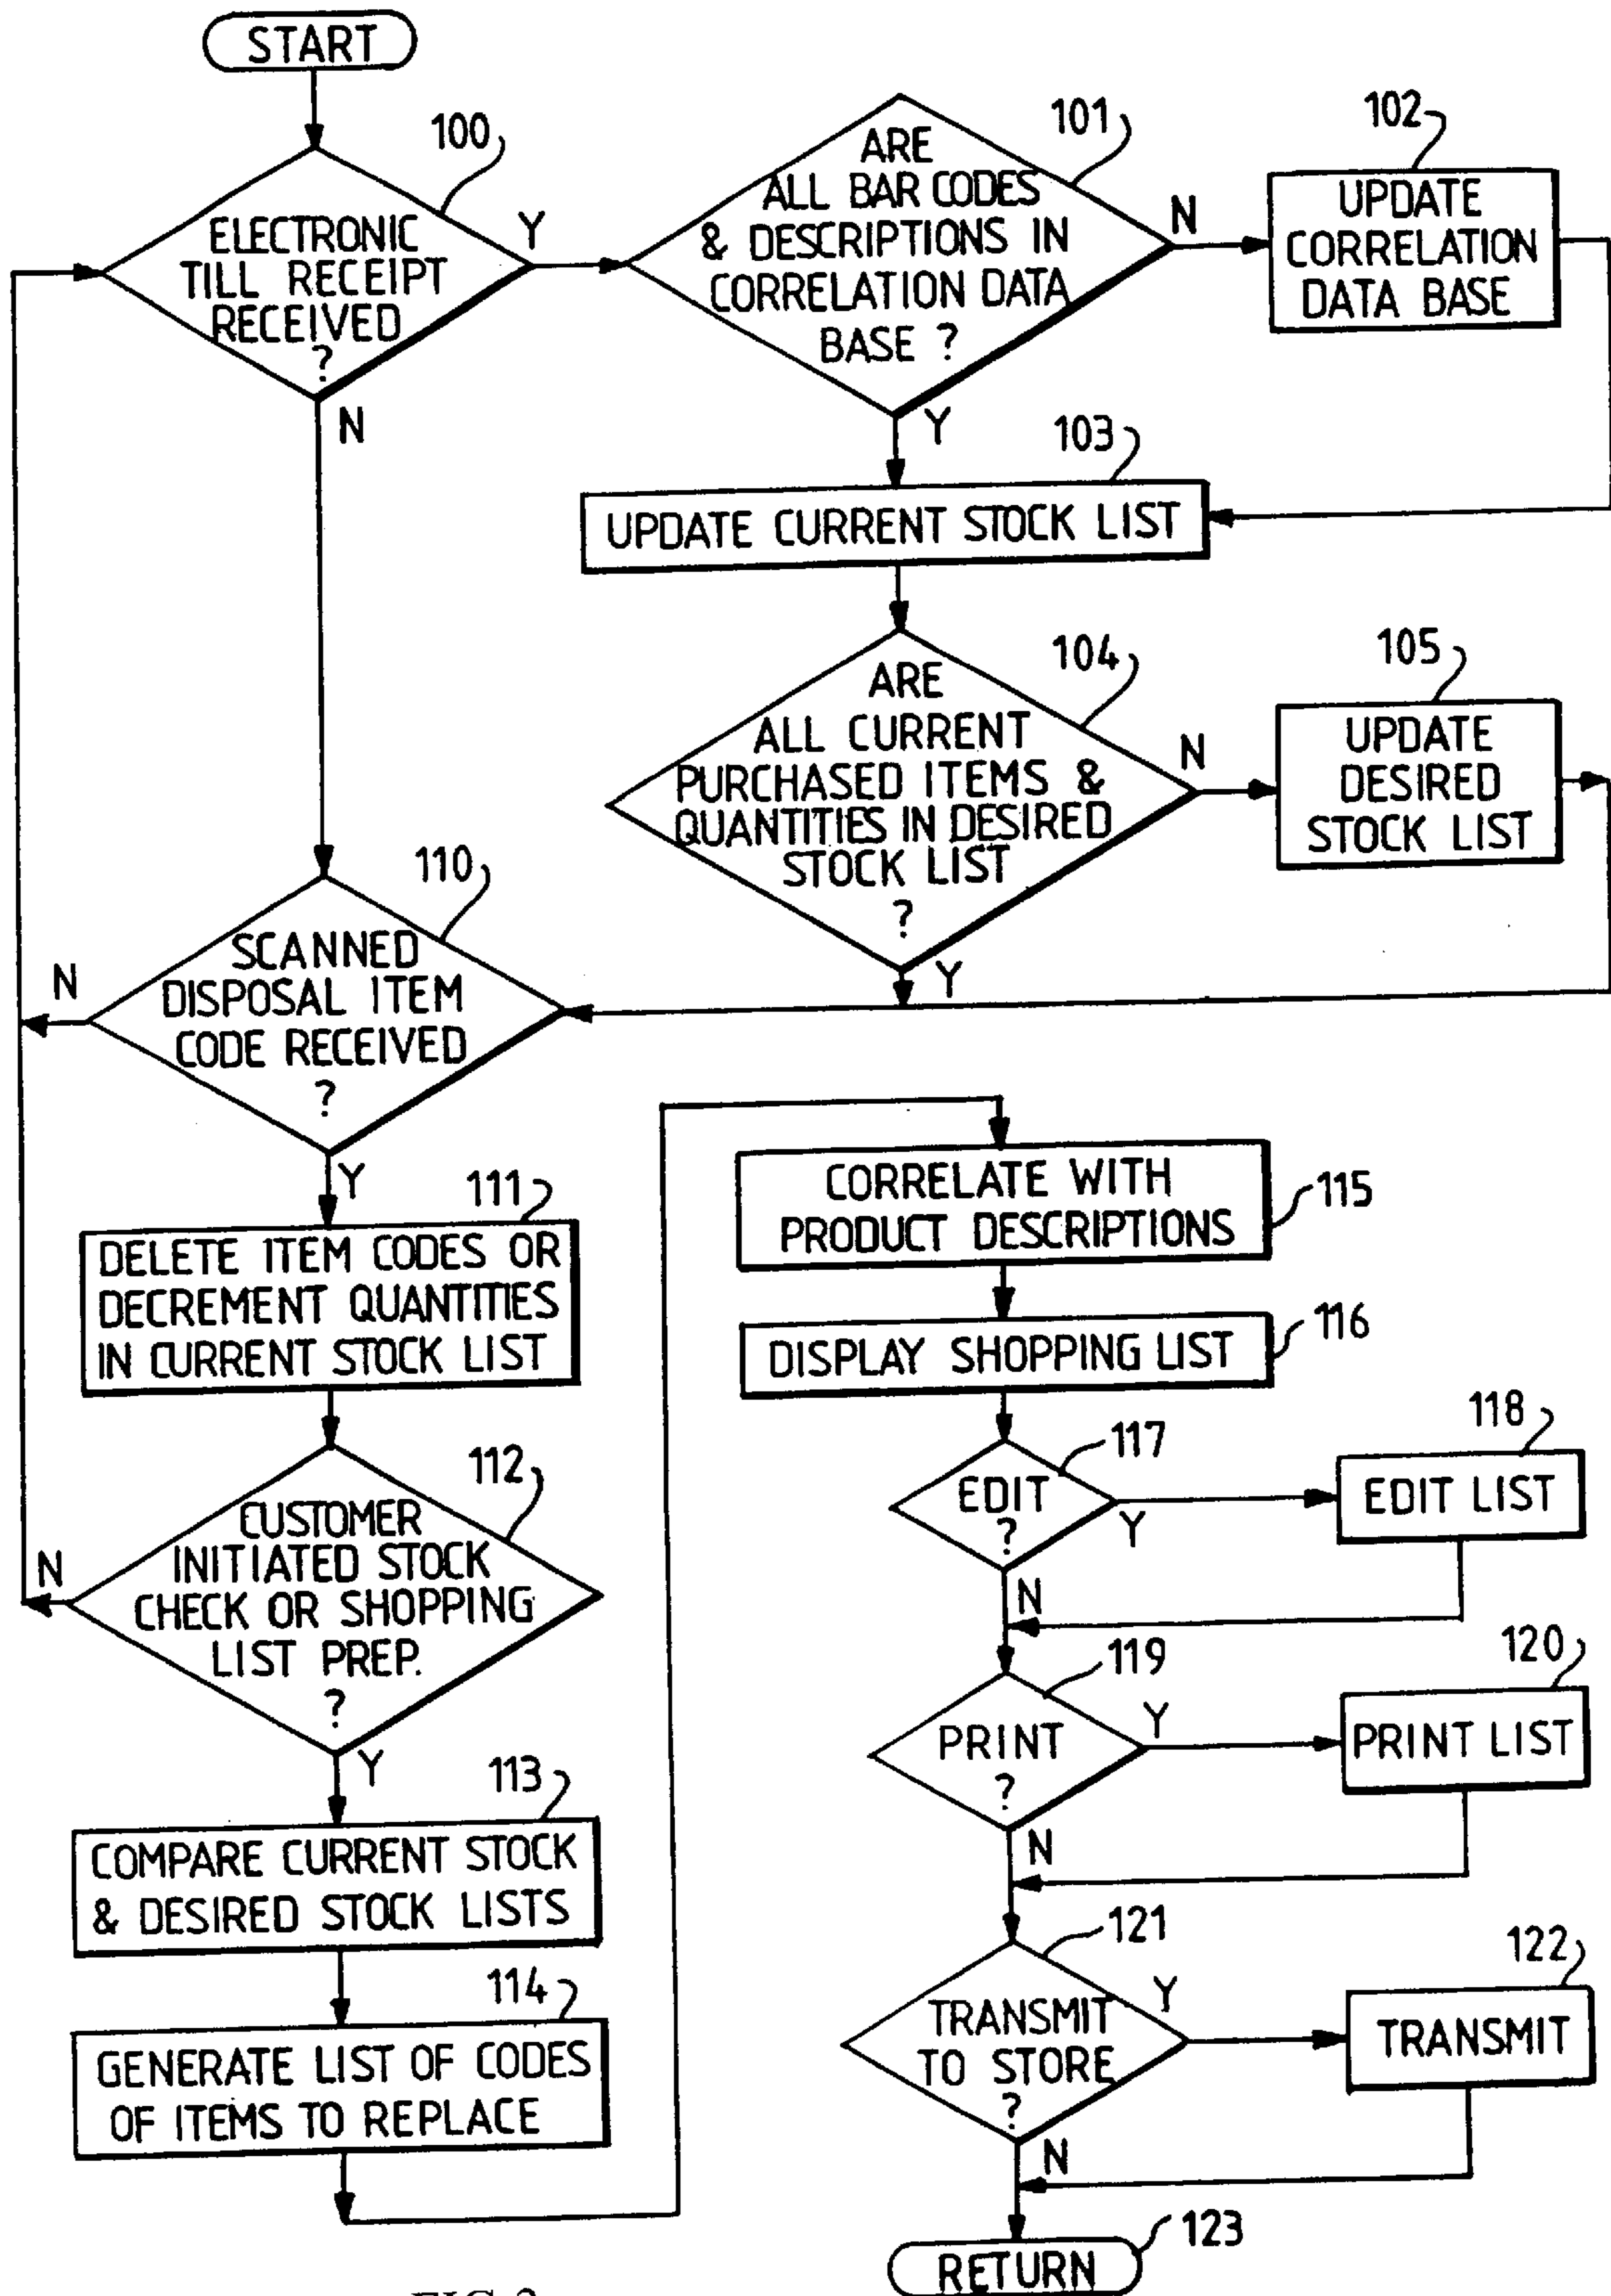 START
100
ELECTRONIC
TILL RECEIPT
RECEIVED
?
Y
N
101
ARE
ALL BAR CODES
& DESCRIPTIONS IN
CORRELATION DATA
BASE ?
N
Y
102
UPDATE
CORRELATION
DATA BASE
103
UPDATE CURRENT STOCK LIST
104
ARE
ALL CURRENT
PURCHASED ITEMS &
QUANTITIES IN DESIRED
STOCK LIST
?
N
Y
105
UPDATE
DESIRED
STOCK LIST
110
SCANNED
DISPOSAL ITEM
CODE RECEIVED
?
N
Y
111
DELETE ITEM CODES OR
DECREMENT QUANTITIES
IN CURRENT STOCK LIST
112
CUSTOMER
INITIATED STOCK
CHECK OR SHOPPING
LIST PREP.
?
N
Y
113
COMPARE CURRENT STOCK
& DESIRED STOCK LISTS
114
GENERATE LIST OF CODES
OF ITEMS TO REPLACE
115
CORRELATE WITH
PRODUCT DESCRIPTIONS
116
DISPLAY SHOPPING LIST
117
EDIT
?
Y
N
118
EDIT LIST
119
PRINT
?
Y
N
120
PRINT LIST
121
TRANSMIT
TO STORE
?
Y
N
122
TRANSMIT
123
RETURN